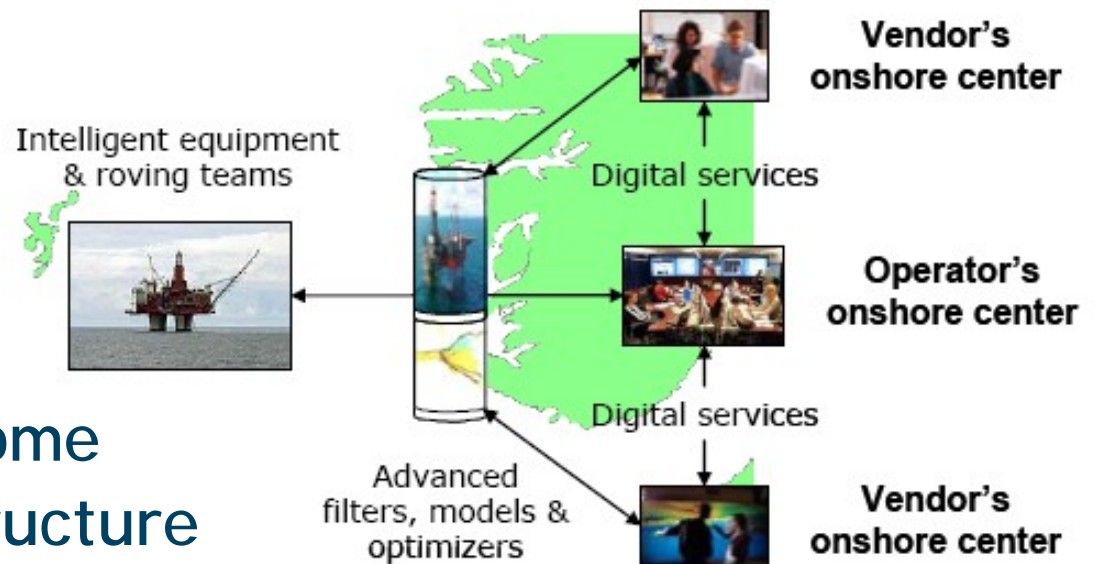 Vendor's
onshore center
Intelligent equipment
& roving teams
Digital services
Operator's
onshore center
Digital services
ome
ructure
Advanced
filters, models &
optimizers
Vendor's
onshore center